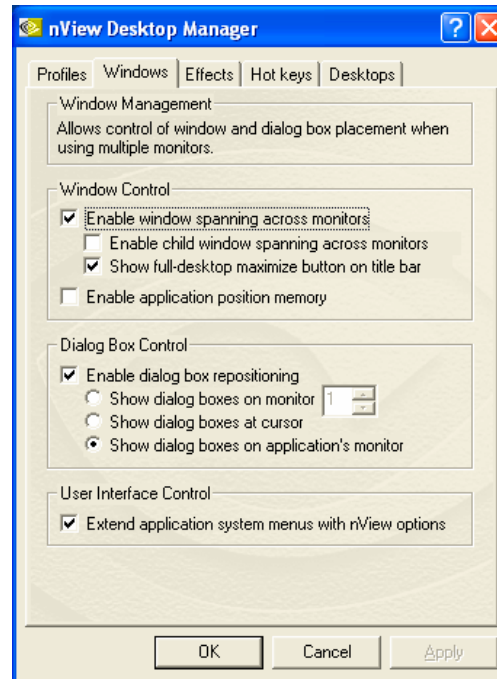 nView Desktop Manager
Profiles Windows Effects Hot keys Desktops
Window Management
Allows control of window and dialog box placement when
using multiple monitors.
Window Control
Enable window spanning across monitors
Enable child window spanning across monitors
Show full-desktop maximize button on title bar
Enable application position memory
Dialog Box Control
Enable dialog box repositioning
Show dialog boxes on monitor 1
Show dialog boxes at cursor
Show dialog boxes on application's monitor
User Interface Control
Extend application system menus with nView options
OK Cancel Apply